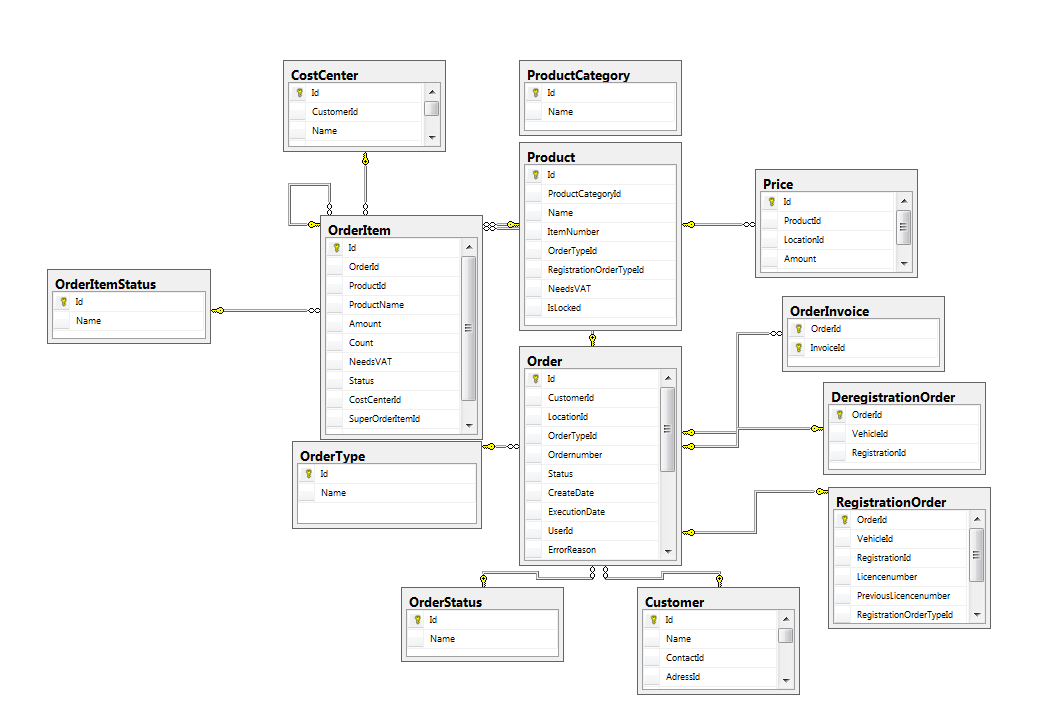 CostCenter
Id
CustomerId
Name
ProductCategory
Id
Name
Product
Id
ProductCategoryId
Name
ItemNumber
OrderTypeId
RegistrationOrderTypeId
NeedsVAT
IsLocked
Price
Id
ProductId
LocationId
Amount
OrderItem
Id
OrderId
ProductId
ProductName
Amount
Count
NeedsVAT
Status
CostCenterId
SuperOrderItemId
OrderItemStatus
Id
Name
OrderInvoice
OrderId
InvoiceId
Order
Id
CustomerId
LocationId
OrderTypeId
Ordernumber
Status
CreateDate
ExecutionDate
UserId
ErrorReason
DeregistrationOrder
OrderId
VehicleId
RegistrationId
OrderType
Id
Name
RegistrationOrder
OrderId
VehicleId
RegistrationId
Licencenumber
PreviousLicencenumber
RegistrationOrderTypeId
OrderStatus
Id
Name
Customer
Id
Name
ContactId
AdressId